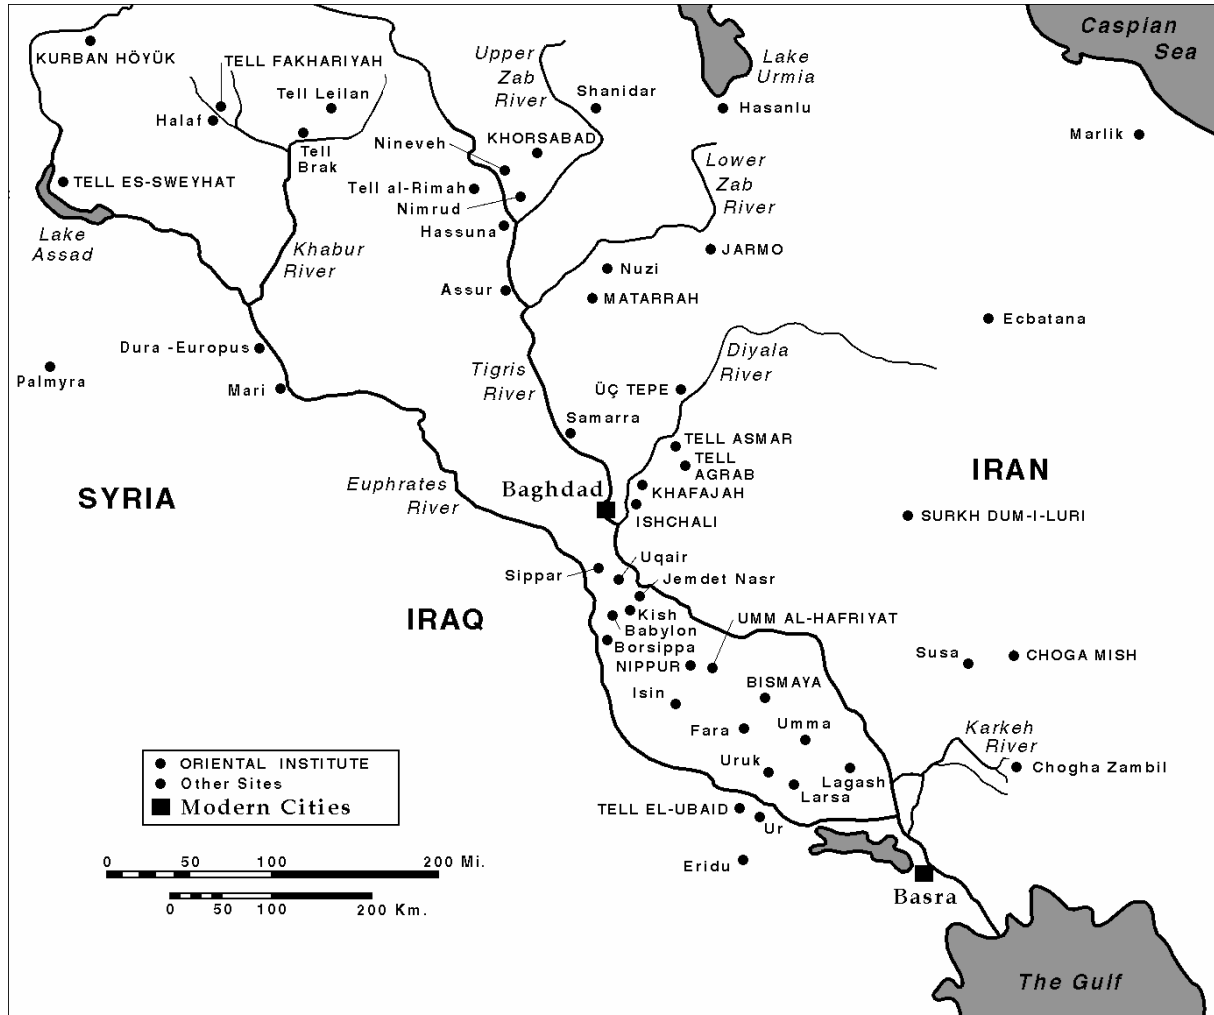 Caspian
Sea
KURBAN HÖYÜK
TELL FAKHARIYAH
Upper
Zab
River
Lake
Urmia
Tell Leilan
Shanidar
Hasanlu
Halaf
Marlik
Nineveh
KHORSABAD
Tell
Brak
Lower
Zab
River
TELL ES-SWEYHAT
Tell al-Rimah
Nimrud
Hassuna
Lake
Assad
Khabur
River
JARMO
Nuzi
Assur
MATARRAH
Ecbatana
Dura -Europus
Diyala
River
Palmyra
Mari
Tigris
River
ÜÇ TEPE
Samarra
TELL ASMAR
TELL
AGRAB
IRAN
SYRIA
Euphrates
River
Baghdad
KHAFAJAH
ISHCHALI
SURKH DUM-I-LURI
Uqair
Sippar
Jemdet Nasr
IRAQ
Kish
UMM AL-HAFRIYAT
Babylon
Borsippa
NIPPUR
Susa
CHOGA MISH
BISMAYA
Isin
Fara
Umma
Karkeh
River
Uruk
Lagash
Chogha Zambil
Larsa
ORIENTAL INSTITUTE
Other Sites
Modern Cities
TELL EL-UBAID
Ur
Eridu
0 50 100 200 Mi.
0 50 100 200 Km.
Basra
The Gulf